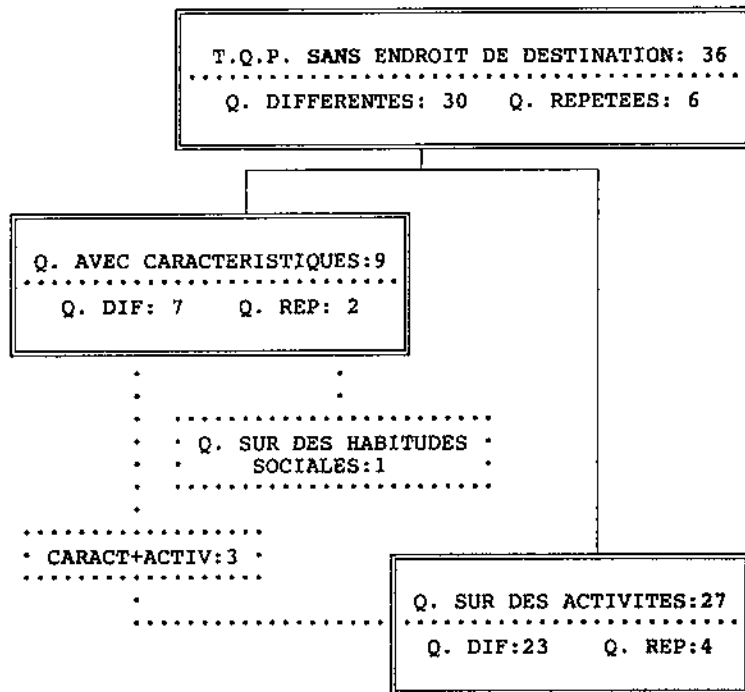 T.Q.P. SANS ENDROIT DE DESTINATION: 36
Q. DIFFERENTES: 30 Q. REPETEES: 6
Q. AVEC CARACTERISTIQUES:9
Q. DIF: 7 Q. REP: 2
Q. SUR DES HABITUDES
SOCIALES:1
CARACT+ACTIV:3
Q. SUR DES ACTIVITES:27
Q. DIF:23 Q. REP:4